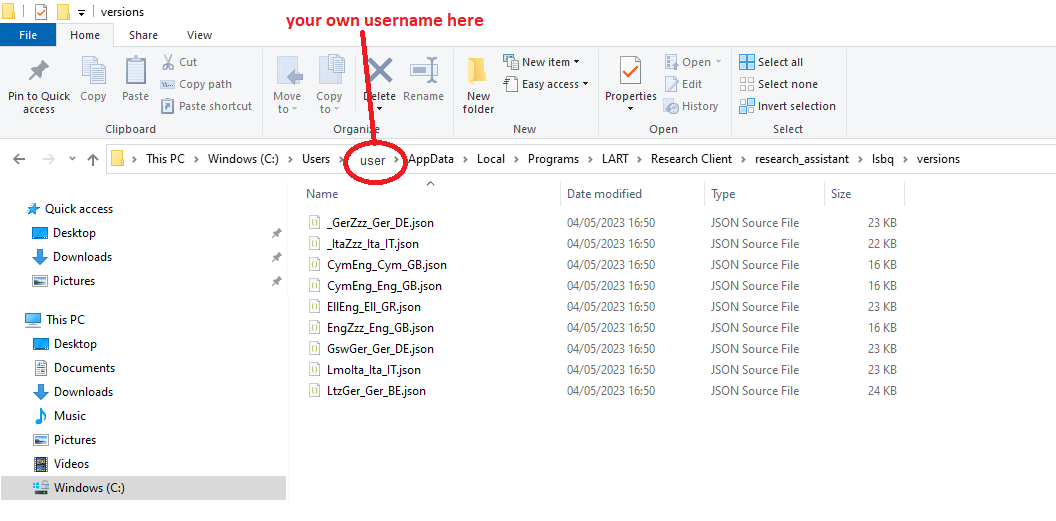 versions
your own username here
File Home Share View
Pin to Quick access
Copy
Paste
Cut
Copy path
Paste shortcut
Clipboard
Move to
Copy to
Delete
Rename
Organise
New folder
New item
Easy access
New
Properties
Open
Edit
History
Open
Select all
Select none
Invert selection
Select
This PC > Windows (C:) > Users > user > AppData > Local > Programs > LART > Research Client > research_assistant > lsbq > versions
Quick access
Desktop
Downloads
Pictures
This PC
Desktop
Documents
Downloads
Music
Pictures
Videos
Windows (C:)
Name Date modified Type Size
_GerZzz_Ger_DE.json 04/05/2023 16:50 JSON Source File 23 KB
_ItaZzz_Ita_IT.json 04/05/2023 16:50 JSON Source File 22 KB
CymEng_Cym_GB.json 04/05/2023 16:50 JSON Source File 16 KB
CymEng_Eng_GB.json 04/05/2023 16:50 JSON Source File 16 KB
EllEng_Ell_GR.json 04/05/2023 16:50 JSON Source File 23 KB
EngZzz_Eng_GB.json 04/05/2023 16:50 JSON Source File 16 KB
GswGer_Ger_DE.json 04/05/2023 16:50 JSON Source File 23 KB
LmoIta_Ita_IT.json 04/05/2023 16:50 JSON Source File 23 KB
LtzGer_Ger_BE.json 04/05/2023 16:50 JSON Source File 24 KB